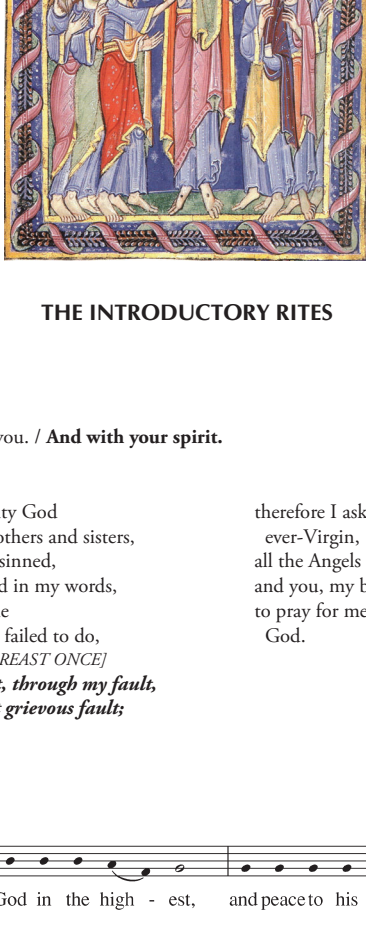 THE INTRODUCTORY RITES
you. / And with your spirit.
ty God
others and sisters,
sinned,
d in my words,
e
failed to do,
REAST ONCE]
t, through my fault,
t grievous fault;
therefore I ask
ever-Virgin,
all the Angels
and you, my b
to pray for me
God.
God in the high - est, and peace to his